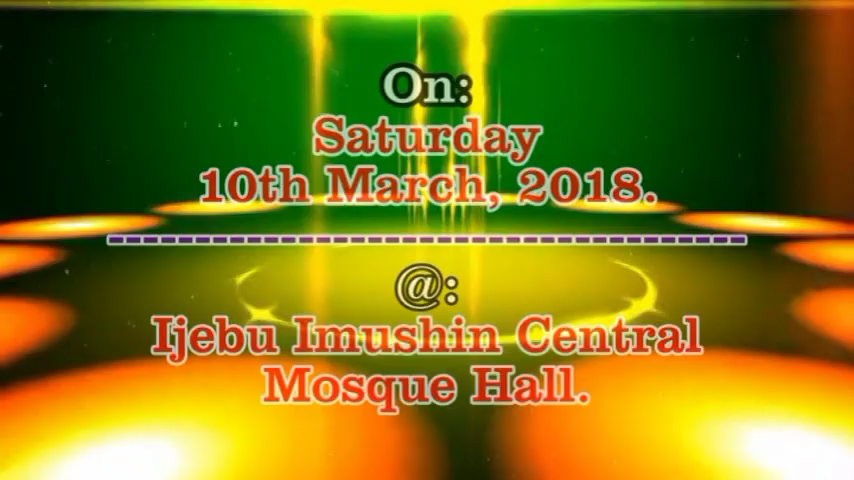 On:
Saturday
10th March, 2018.
@:
Ijebu Imushin Central
Mosque Hall.